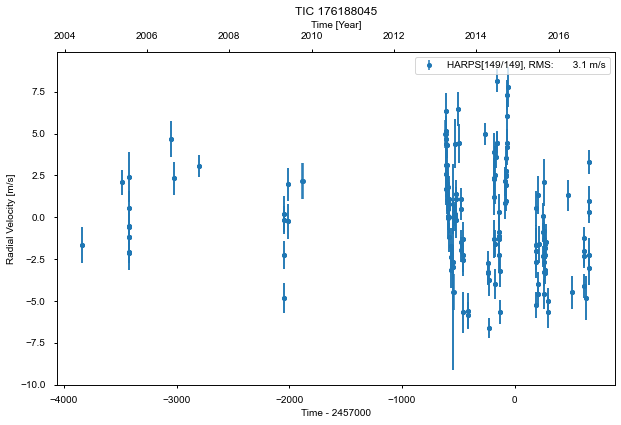 TIC 176188045
Time [Year]
2004 2006 2008 2010 2012 2014 2016
HARPS[149/149], RMS: 3.1 m/s
Radial Velocity [m/s]
7.5
5.0
2.5
0.0
−2.5
−5.0
−7.5
−10.0
−4000 −3000 −2000 −1000 0
Time - 2457000